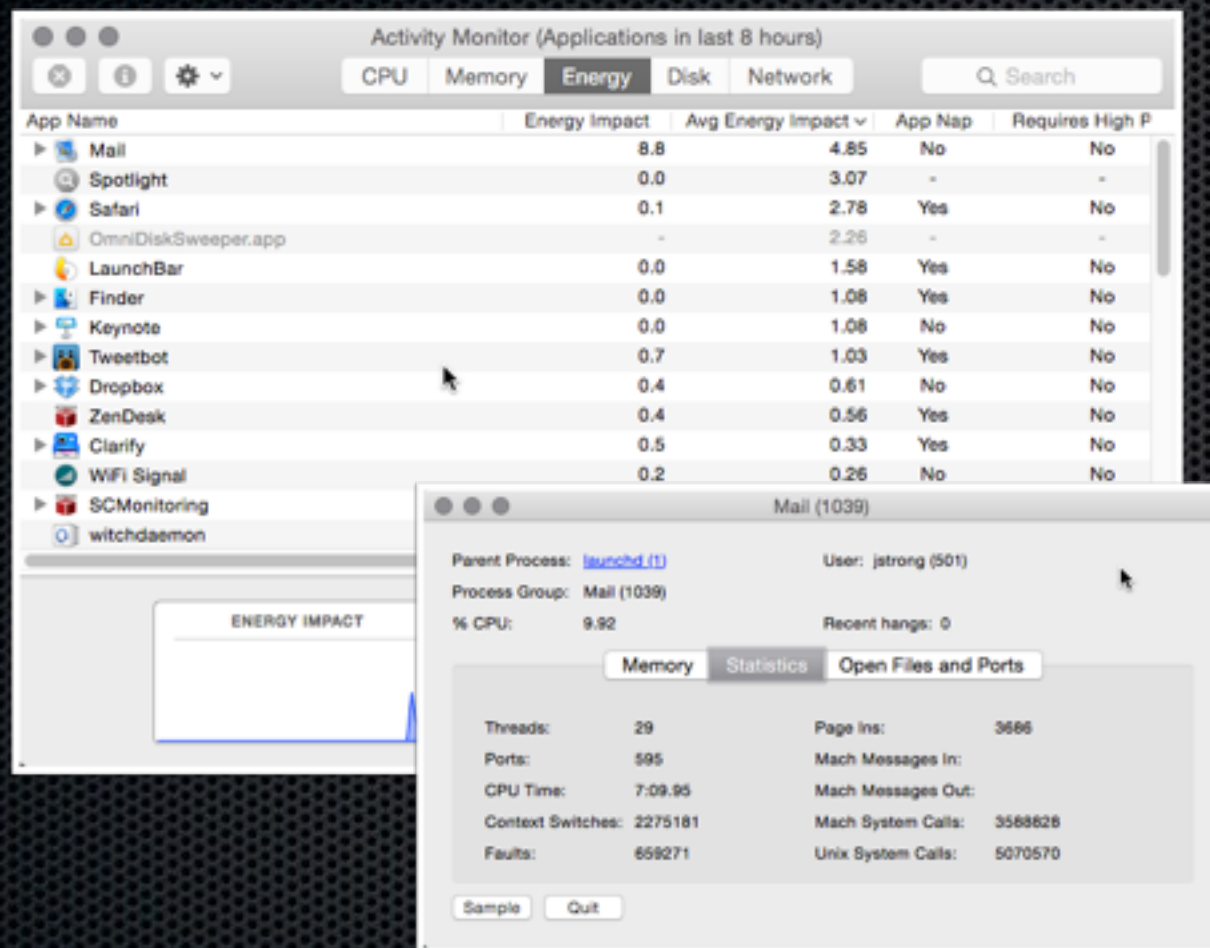 Activity Monitor (Applications in last 8 hours)
CPU Memory Energy Disk Network Search
App Name Energy Impact Avg Energy Impact App Nap Requires High P
Mail 8.8 4.85 No No
Spotlight 0.0 3.07 - -
Safari 0.1 2.78 Yes No
OmniDiskSweeper.app - 2.26 - -
LaunchBar 0.0 1.58 Yes No
Finder 0.0 1.08 Yes No
Keynote 0.0 1.08 No No
Tweetbot 0.7 1.03 Yes No
Dropbox 0.4 0.61 No No
ZenDesk 0.4 0.56 Yes No
Clarify 0.5 0.33 Yes No
WiFi Signal 0.2 0.26 No No
SCMonitoring
witchdaemon
ENERGY IMPACT
Mail (1039)
Parent Process: launchd (1) User: jstrong (501)
Process Group: Mail (1039)
% CPU: 9.92 Recent hangs: 0
Memory Statistics Open Files and Ports
Threads: 29 Page Ins: 3686
Ports: 595 Mach Messages In:
CPU Time: 7:09.95 Mach Messages Out:
Context Switches: 2275181 Mach System Calls: 3588828
Faults: 659271 Unix System Calls: 5070570
Sample Quit